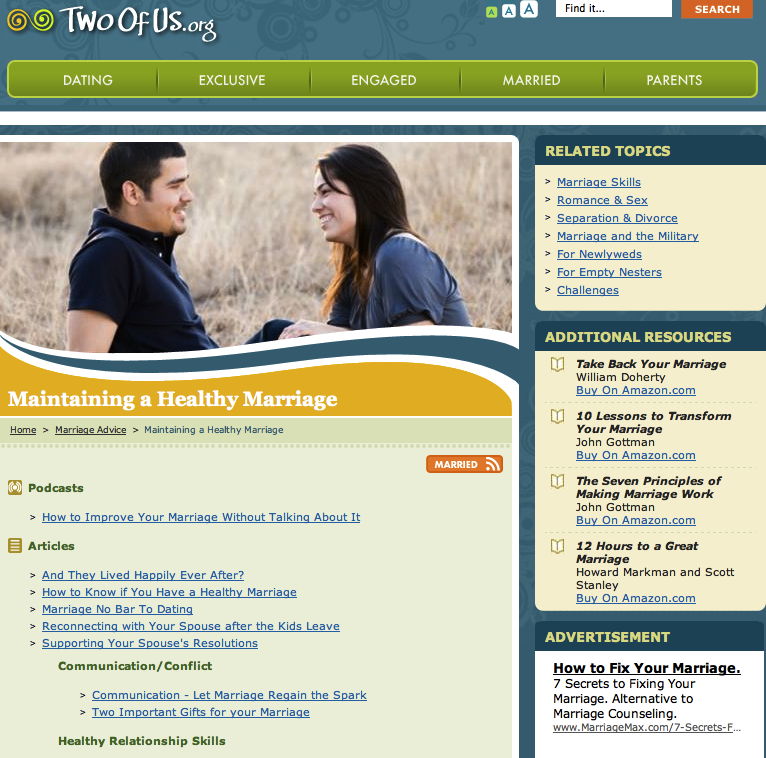 Two Of Us.org
A A A
Find it...
SEARCH
DATING
EXCLUSIVE
ENGAGED
MARRIED
PARENTS
Maintaining a Healthy Marriage
Home > Marriage Advice > Maintaining a Healthy Marriage
MARRIED
Podcasts
> How to Improve Your Marriage Without Talking About It
Articles
> And They Lived Happily Ever After?
> How to Know if You Have a Healthy Marriage
> Marriage No Bar To Dating
> Reconnecting with Your Spouse after the Kids Leave
> Supporting Your Spouse's Resolutions
Communication/Conflict
> Communication - Let Marriage Regain the Spark
> Two Important Gifts for your Marriage
Healthy Relationship Skills
RELATED TOPICS
> Marriage Skills
> Romance & Sex
> Separation & Divorce
> Marriage and the Military
> For Newlyweds
> For Empty Nesters
> Challenges
ADDITIONAL RESOURCES
Take Back Your Marriage
William Doherty
Buy On Amazon.com
10 Lessons to Transform
Your Marriage
John Gottman
Buy On Amazon.com
The Seven Principles of
Making Marriage Work
John Gottman
Buy On Amazon.com
12 Hours to a Great
Marriage
Howard Markman and Scott
Stanley
Buy On Amazon.com
ADVERTISEMENT
How to Fix Your Marriage.
7 Secrets to Fixing Your
Marriage. Alternative to
Marriage Counseling.
www.MarriageMax.com/7-Secrets-F...